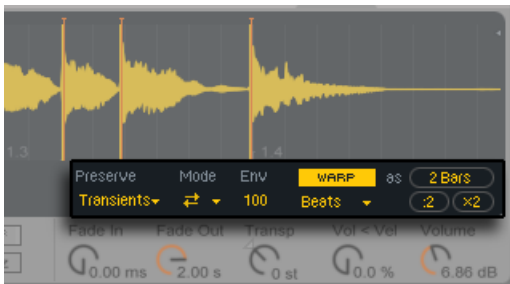 1.3
1.4
Preserve Mode Env WARP as 2 Bars
Transients 100 Beats :2 ×2
Fade In Fade Out Transp Vol < Vel Volume
0.00 ms 2.00 s 0 st 0.0 % 6.86 dB